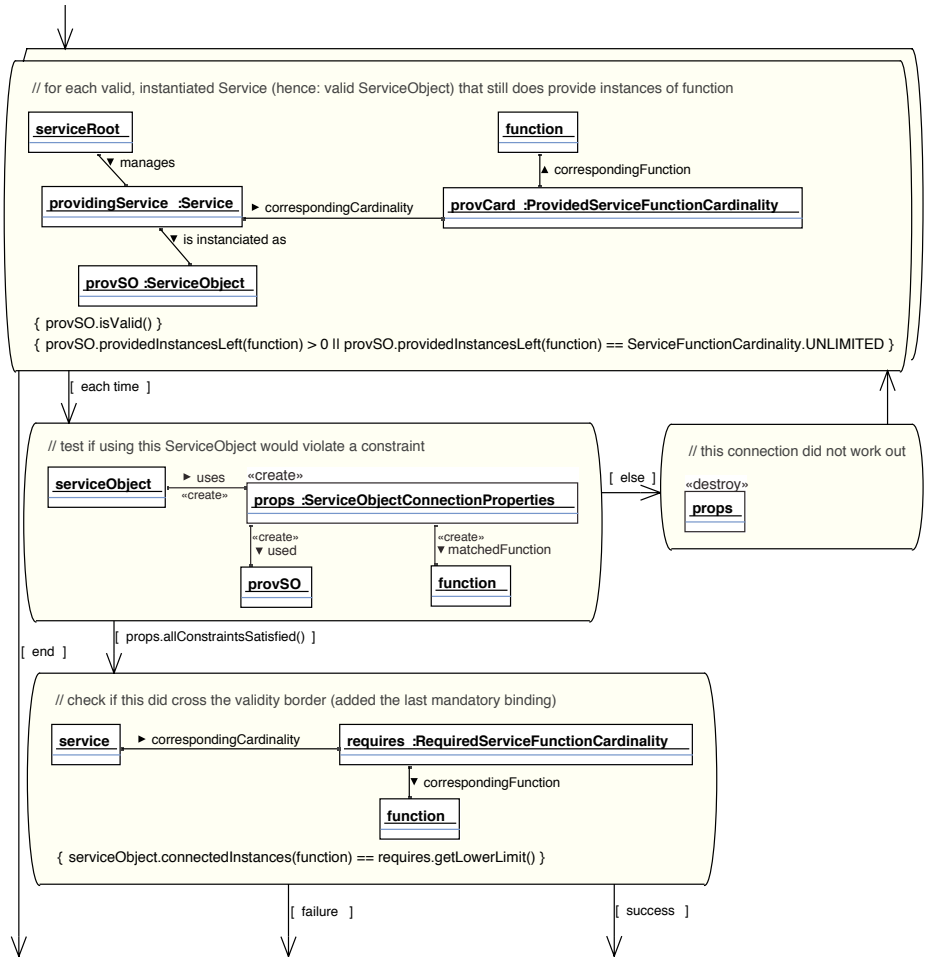 // for each valid, instantiated Service (hence: valid ServiceObject) that still does provide instances of function
serviceRoot
function
▼ manages
▲ correspondingFunction
providingService :Service
► correspondingCardinality
provCard :ProvidedServiceFunctionCardinality
▼ is instanciated as
provSO :ServiceObject
{ provSO.isValid() }
{ provSO.providedInstancesLeft(function) > 0 || provSO.providedInstancesLeft(function) == ServiceFunctionCardinality.UNLIMITED }
[ each time ]
// test if using this ServiceObject would violate a constraint
serviceObject
► uses
«create»
«create»
props :ServiceObjectConnectionProperties
«create»
▼ used
«create»
▼ matchedFunction
provSO
function
[ else ]
// this connection did not work out
«destroy»
props
[ props.allConstraintsSatisfied() ]
[ end ]
// check if this did cross the validity border (added the last mandatory binding)
service
► correspondingCardinality
requires :RequiredServiceFunctionCardinality
▼ correspondingFunction
function
{ serviceObject.connectedInstances(function) == requires.getLowerLimit() }
[ failure ]
[ success ]